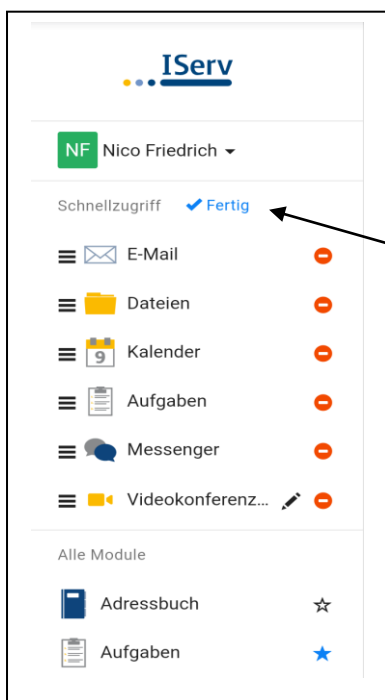 IServ
NF Nico Friedrich
Schnellzugriff Fertig
E-Mail
Dateien
9 Kalender
Aufgaben
Messenger
Videokonferenz...
Alle Module
Adressbuch
Aufgaben